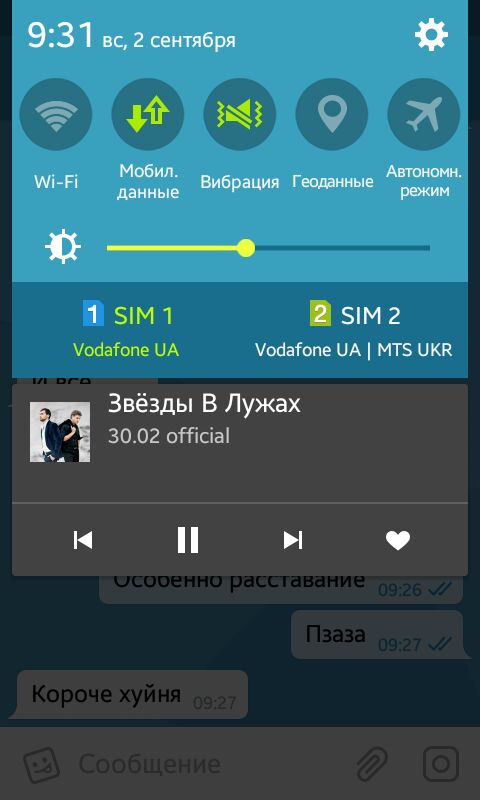 9:31 вс, 2 сентября
Wi-Fi
Мобил.
данные
Вибрация
Геоданные
Автономн.
режим
1 SIM 1
Vodafone UA
2 SIM 2
Vodafone UA | MTS UKR
И все
Звёзды В Лужах
30.02 official
Особенно расставание 09:26
Пзаза 09:27
Короче хуйня 09:27
Сообщение